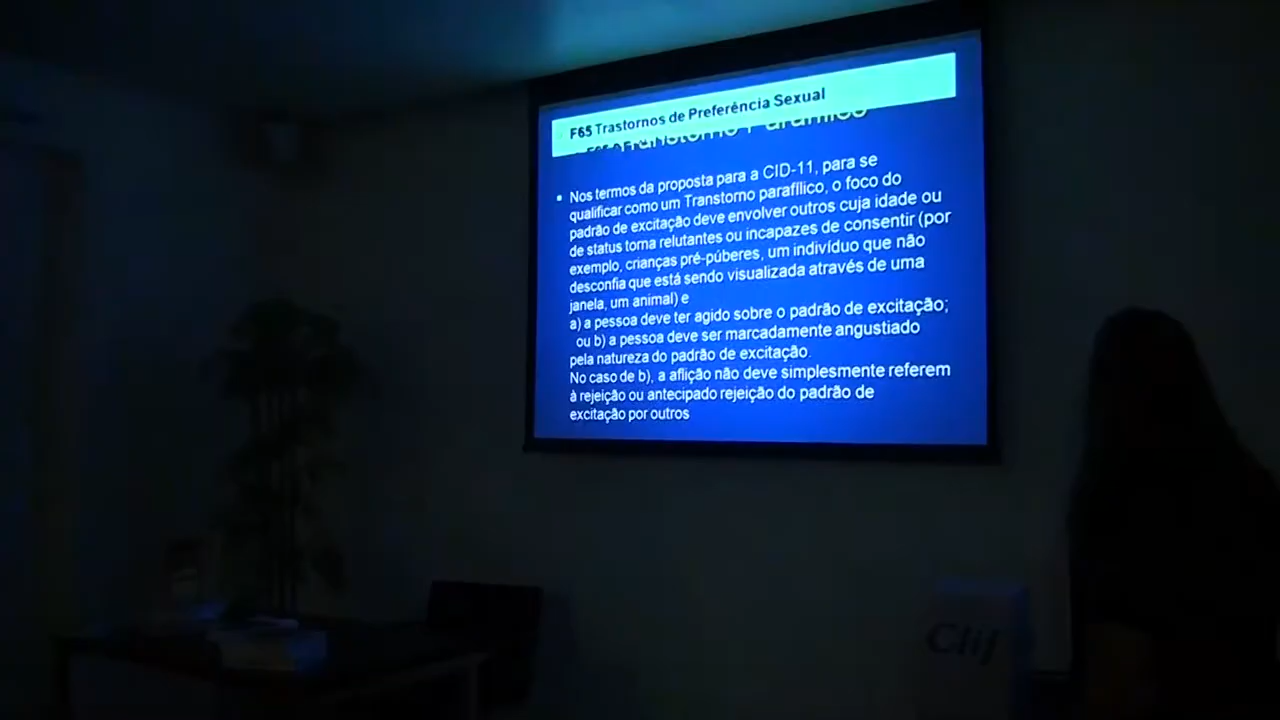 F65 Trastornos de Preferência Sexual
Transtorno Parafílico
• Nos termos da proposta para a CID-11, para se
qualificar como um Transtorno parafílico, o foco do
padrão de excitação deve envolver outros cuja idade ou
de status torna relutantes ou incapazes de consentir (por
exemplo, crianças pré-púberes, um indivíduo que não
desconfia que está sendo visualizada através de uma
janela, um animal) e
a) a pessoa deve ter agido sobre o padrão de excitação;
ou b) a pessoa deve ser marcadamente angustiado
pela natureza do padrão de excitação.
No caso de b), a aflição não deve simplesmente referem
à rejeição ou antecipado rejeição do padrão de
excitação por outros
Clif